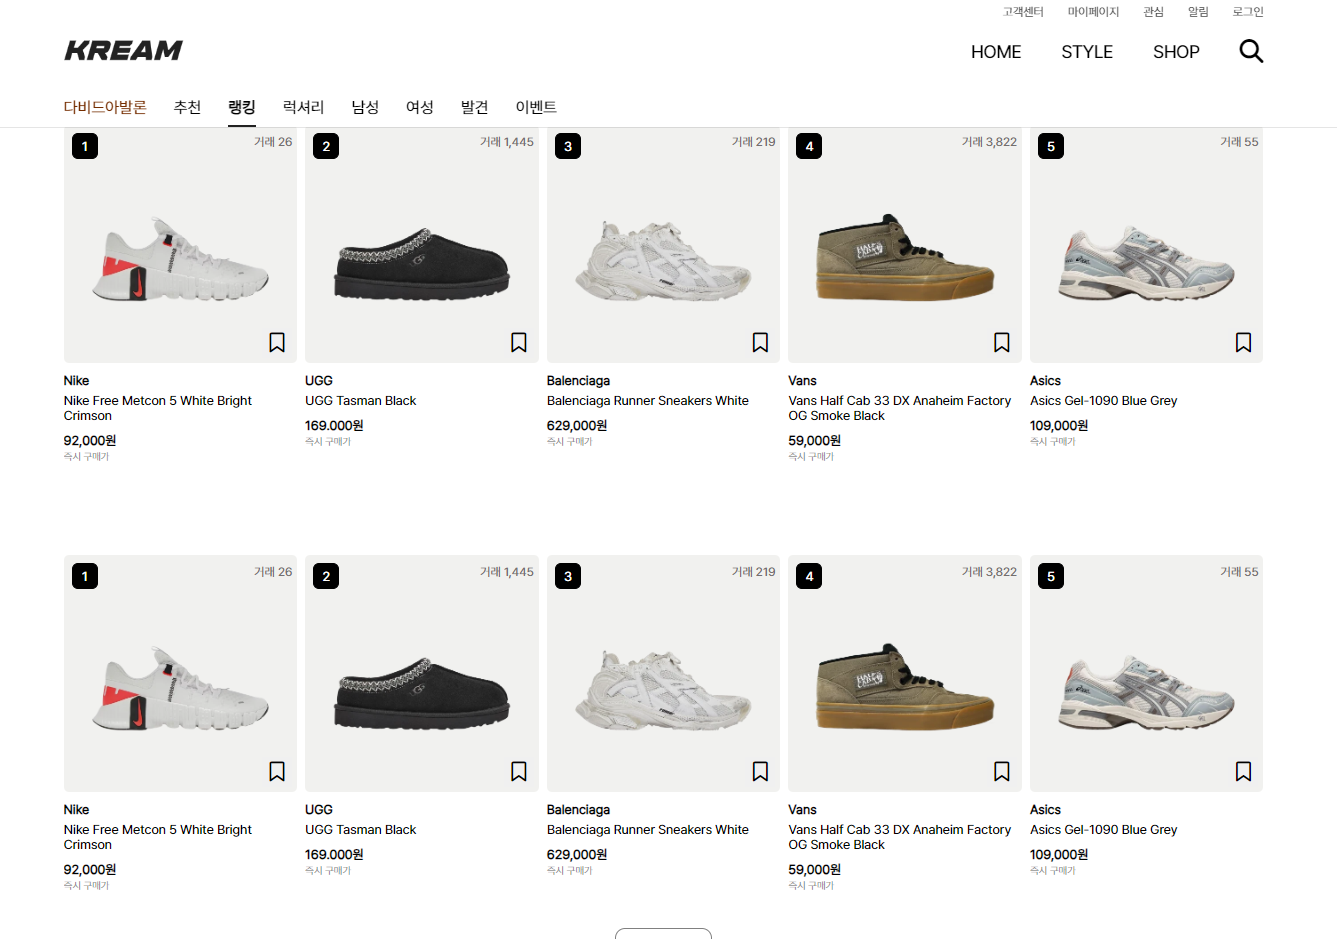 고객센터 마이페이지 관심 알림 로그인
KREAM
HOME STYLE SHOP
다비드아발론 추천 랭킹 럭셔리 남성 여성 발견 이벤트
1 거래 26 2 거래 1,445 3 거래 219 4 거래 3,822 5 거래 55
Nike UGG Balenciaga Vans Asics
Nike Free Metcon 5 White Bright UGG Tasman Black Balenciaga Runner Sneakers White Vans Half Cab 33 DX Anaheim Factory Asics Gel-1090 Blue Grey
Crimson OG Smoke Black
169.000원 629,000원 109,000원
92,000원 즉시 구매가 즉시 구매가 59,000원 즉시 구매가
즉시 구매가 즉시 구매가
1 거래 26 2 거래 1,445 3 거래 219 4 거래 3,822 5 거래 55
Nike UGG Balenciaga Vans Asics
Nike Free Metcon 5 White Bright UGG Tasman Black Balenciaga Runner Sneakers White Vans Half Cab 33 DX Anaheim Factory Asics Gel-1090 Blue Grey
Crimson OG Smoke Black
169.000원 629,000원 109,000원
92,000원 즉시 구매가 즉시 구매가 59,000원 즉시 구매가
즉시 구매가 즉시 구매가